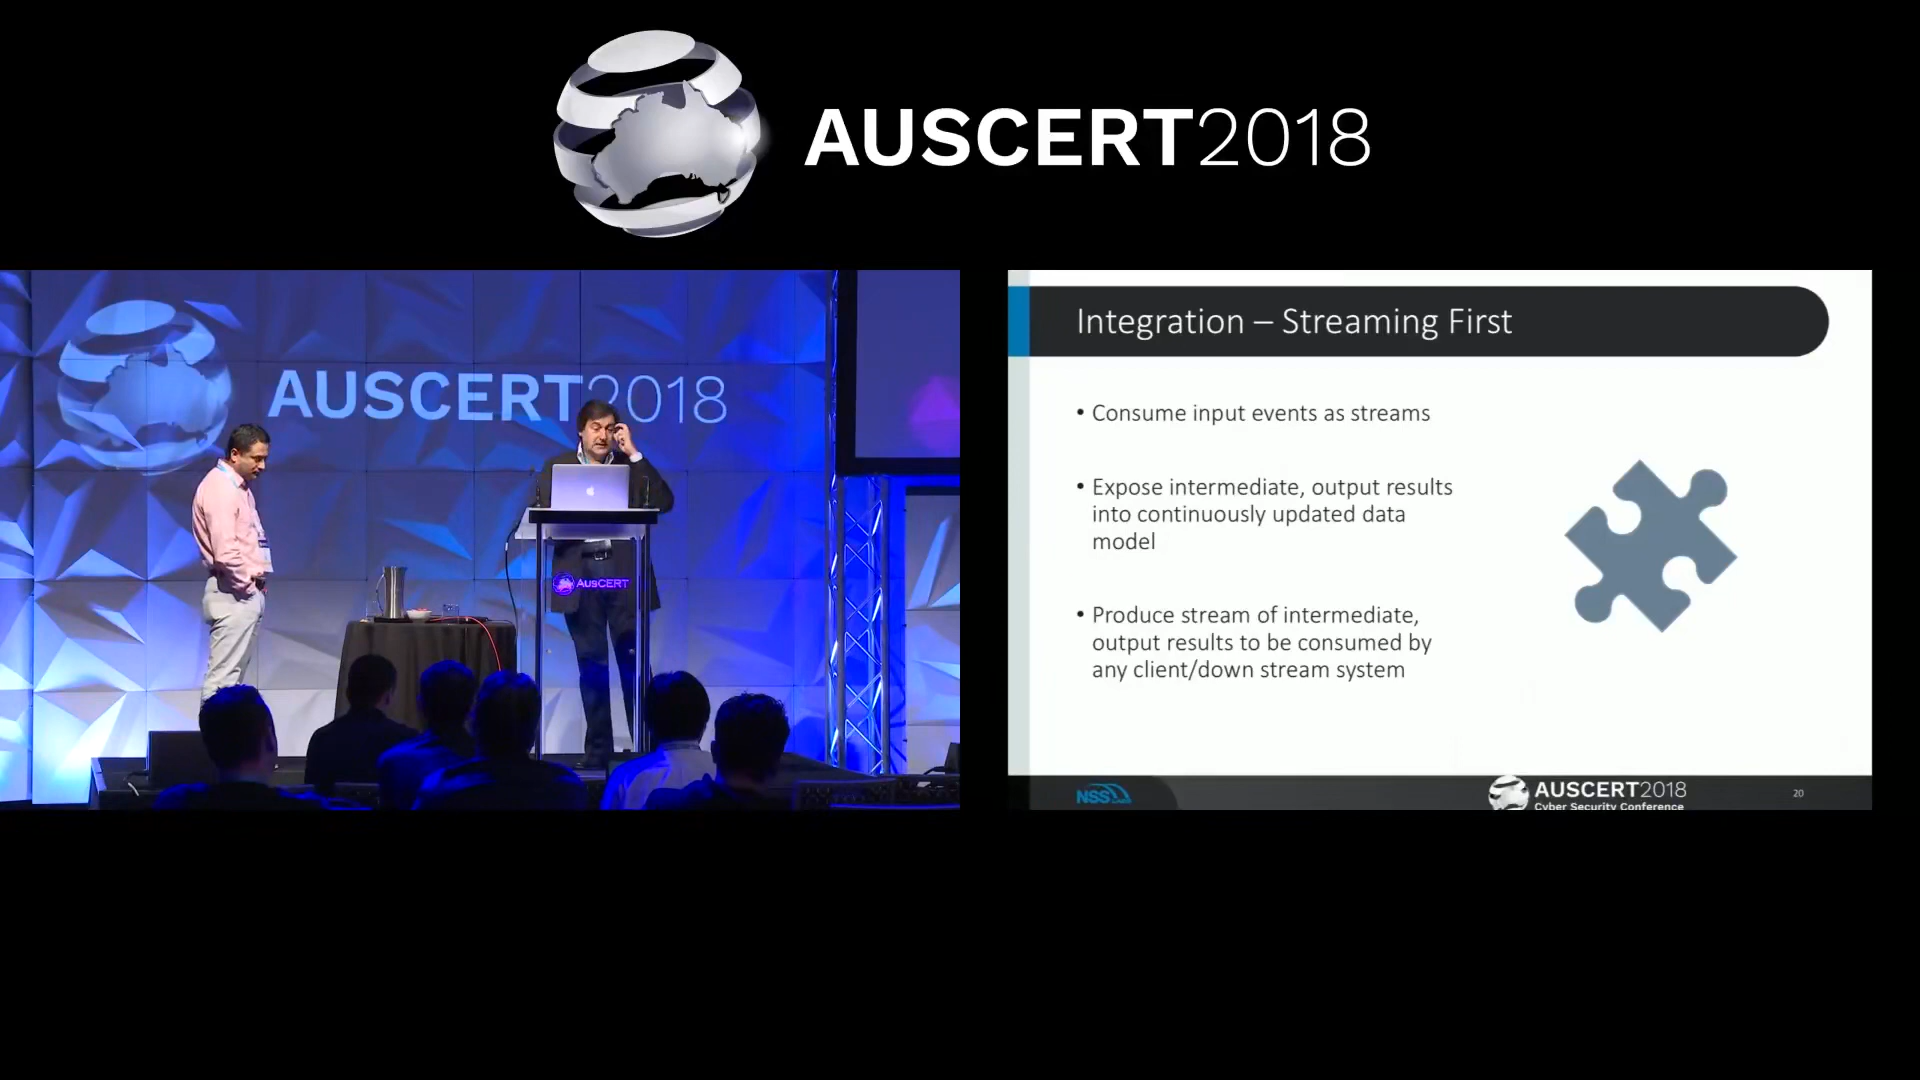 AUSCERT2018
AUSCERT2018
AusCERT
Integration – Streaming First
• Consume input events as streams
• Expose intermediate, output results
into continuously updated data
model
• Produce stream of intermediate,
output results to be consumed by
any client/down stream system
NSS
AUSCERT2018
Cyber Security Conference
20